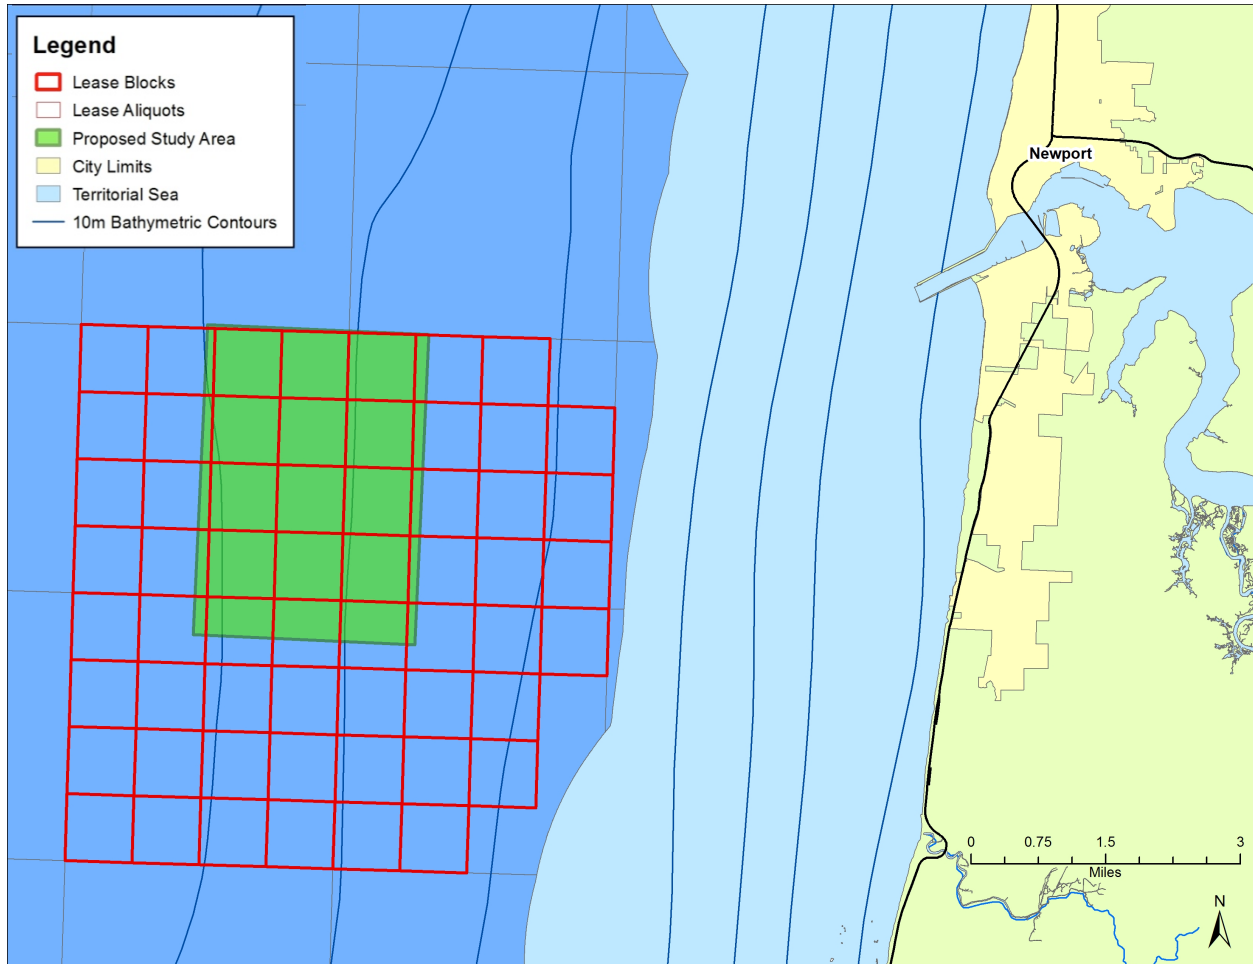 Legend
Lease Blocks
Lease Aliquots
Proposed Study Area
City Limits
Territorial Sea
10m Bathymetric Contours
Newport
0 0.75 1.5 3
Miles
N